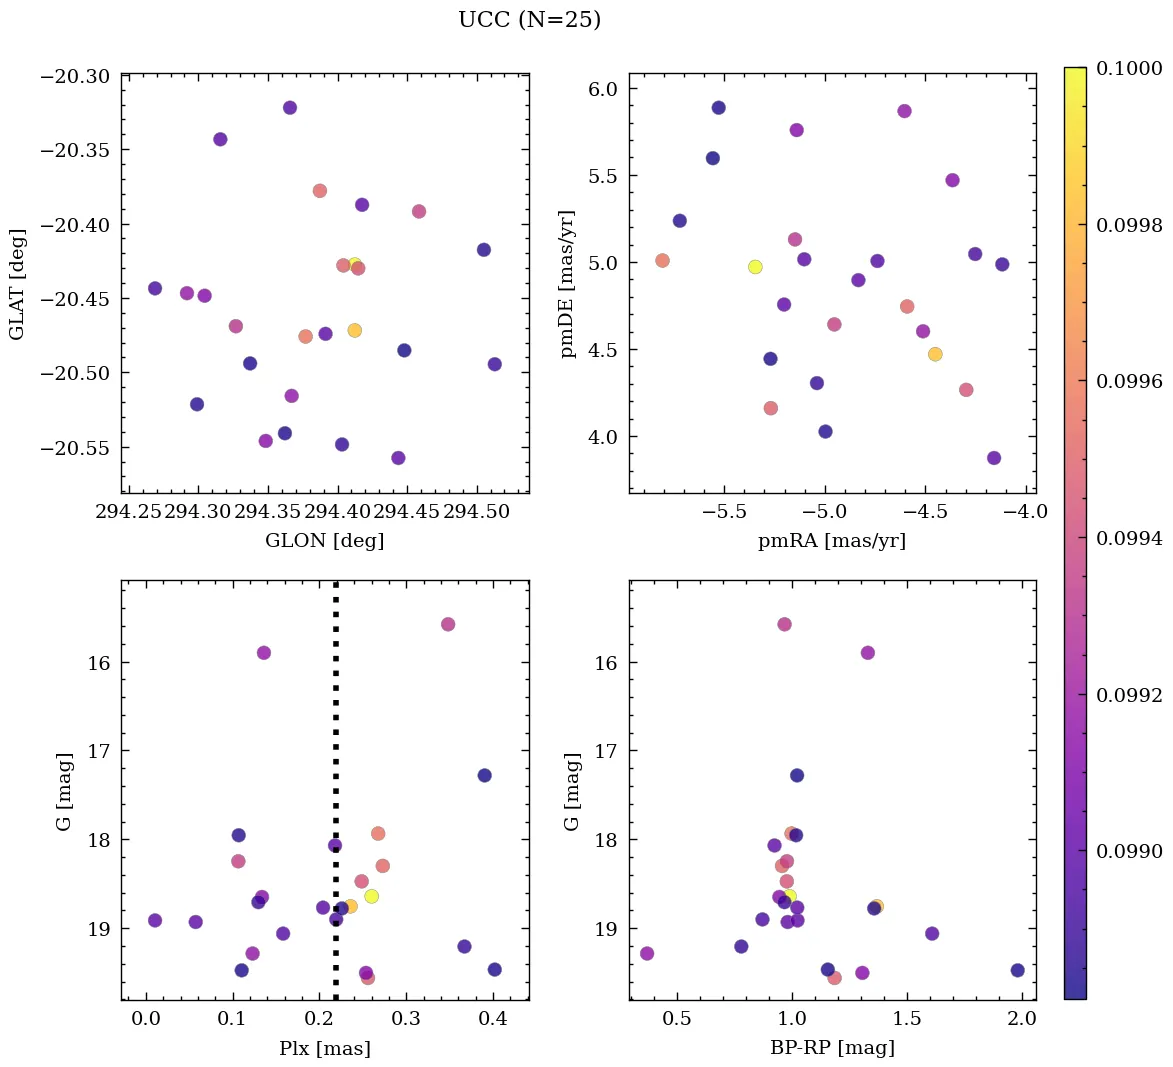 UCC (N=25)
−20.30
−20.35
−20.40
−20.45
−20.50
−20.55
GLAT [deg]
294.25 294.30 294.35 294.40 294.45 294.50
GLON [deg]
6.0
5.5
5.0
4.5
4.0
pmDE [mas/yr]
−5.5 −5.0 −4.5 −4.0
pmRA [mas/yr]
16
17
18
19
G [mag]
0.0 0.1 0.2 0.3 0.4
Plx [mas]
16
17
18
19
G [mag]
0.5 1.0 1.5 2.0
BP-RP [mag]
0.1000
0.0998
0.0996
0.0994
0.0992
0.0990